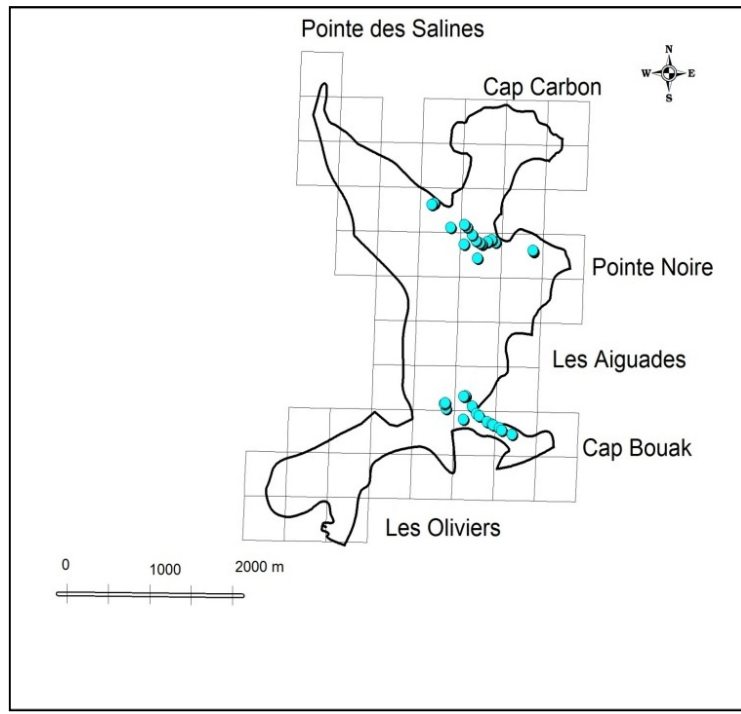 Pointe des Salines
N
W E
S
Cap Carbon
Pointe Noire
Les Aiguades
Cap Bouak
Les Oliviers
0 1000 2000 m